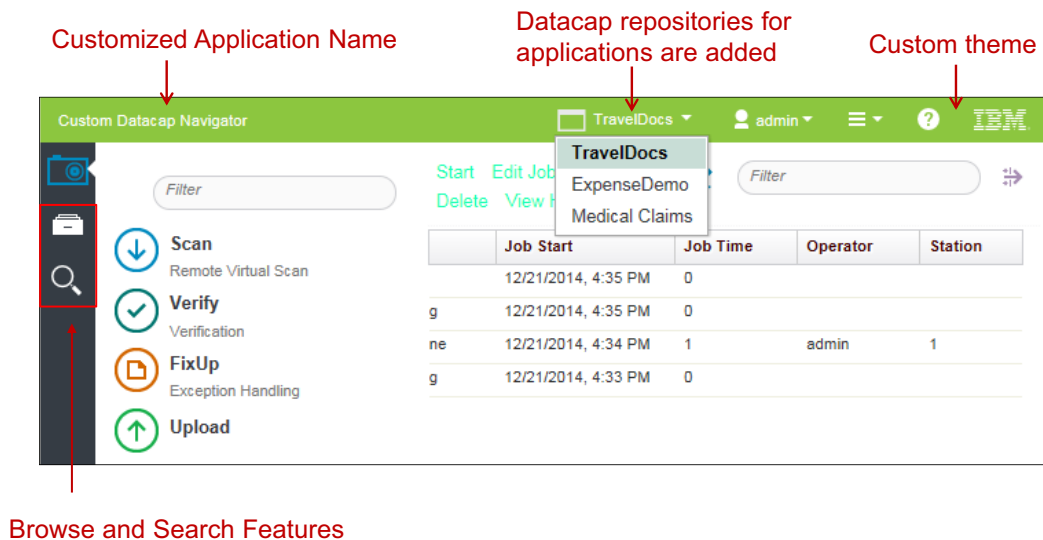 Customized Application Name
Datacap repositories for
applications are added
Custom theme
Custom Datacap Navigator
TravelDocs
admin
?
IBM
TravelDocs
ExpenseDemo
Medical Claims
Filter
Start Edit Job
Delete View
Filter
Scan
Remote Virtual Scan
Verify
Verification
FixUp
Exception Handling
Upload
Job Start Job Time Operator Station
12/21/2014, 4:35 PM 0
g 12/21/2014, 4:35 PM 0
ne 12/21/2014, 4:34 PM 1 admin 1
g 12/21/2014, 4:33 PM 0
Browse and Search Features